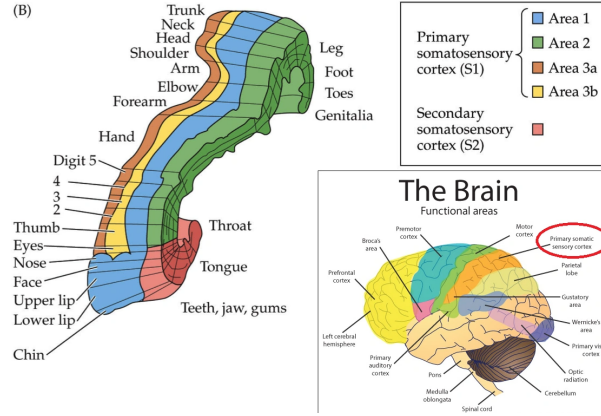 (B)
Trunk
Neck
Head
Shoulder
Arm
Elbow
Forearm
Hand
Digit 5
4
3
2
Thumb
Eyes
Nose
Face
Upper lip
Lower lip
Chin
Leg
Foot
Toes
Genitalia
Throat
Tongue
Teeth, jaw, gums
Primary
somatosensory
cortex (S1)
Area 1
Area 2
Area 3a
Area 3b
Secondary
somatosensory
cortex (S2)
The Brain
Functional areas
Premotor
cortex
Motor
cortex
Primary somatic
sensory cortex
Broca's
area
Parietal
lobe
Prefrontal
cortex
Gustatory
area
Wernicke's
area
Left cerebral
hemisphere
Primary vis
cortex
Primary
auditory
cortex
Optic
radiation
Pons
Medulla
oblongata
Cerebellum
Spinal cord